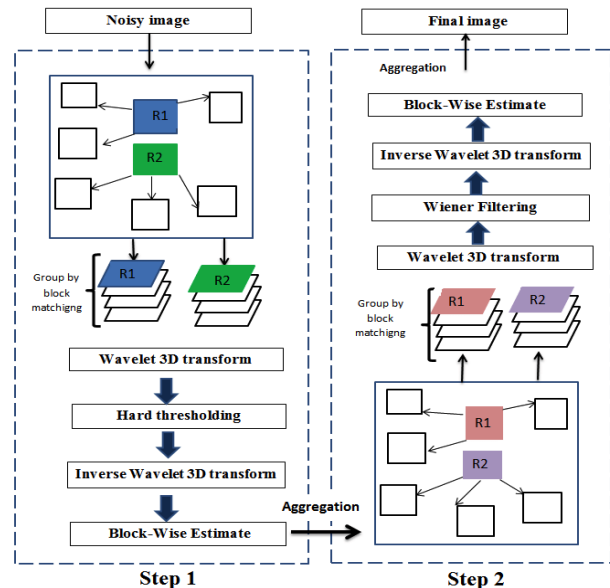 Noisy image
R1
R2
Group by
block
matchigng
R1
R2
Wavelet 3D transform
Hard thresholding
Inverse Wavelet 3D transform
Block-Wise Estimate
Step 1
Aggregation
Final image
Aggregation
Block-Wise Estimate
Inverse Wavelet 3D transform
Wiener Filtering
Wavelet 3D transform
Group by
block
matchigng
R1
R2
R1
R2
Step 2